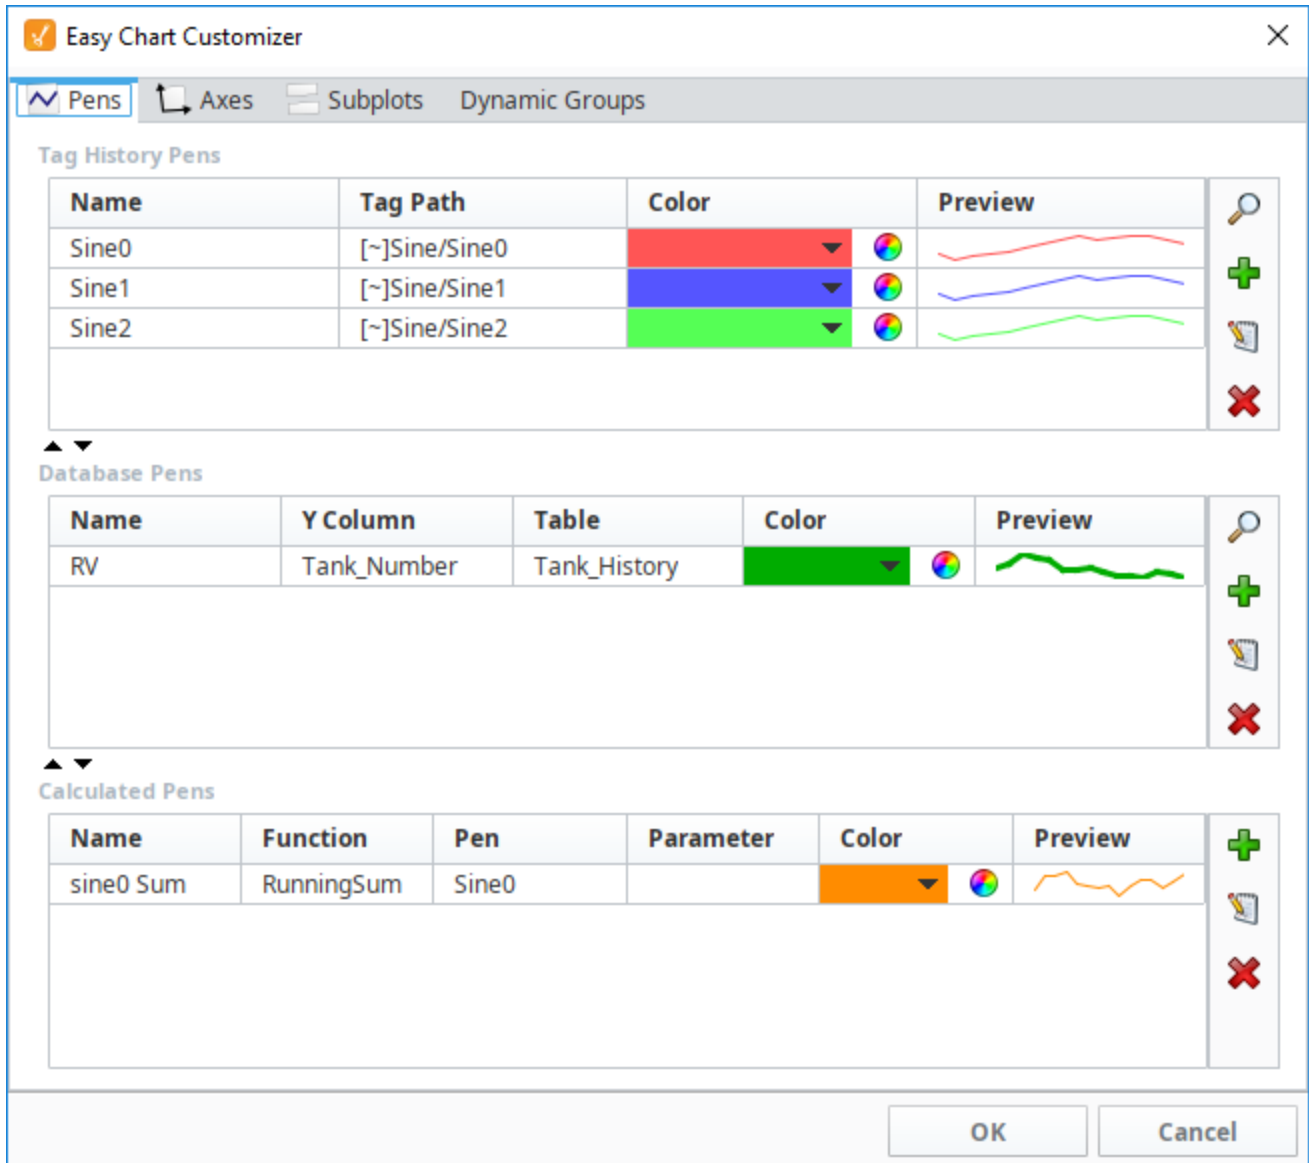 Easy Chart Customizer
Pens Axes Subplots Dynamic Groups
Tag History Pens
Name Tag Path Color Preview
Sine0 [~]Sine/Sine0
Sine1 [~]Sine/Sine1
Sine2 [~]Sine/Sine2
Database Pens
Name Y Column Table Color Preview
RV Tank_Number Tank_History
Calculated Pens
Name Function Pen Parameter Color Preview
sine0 Sum RunningSum Sine0
OK Cancel